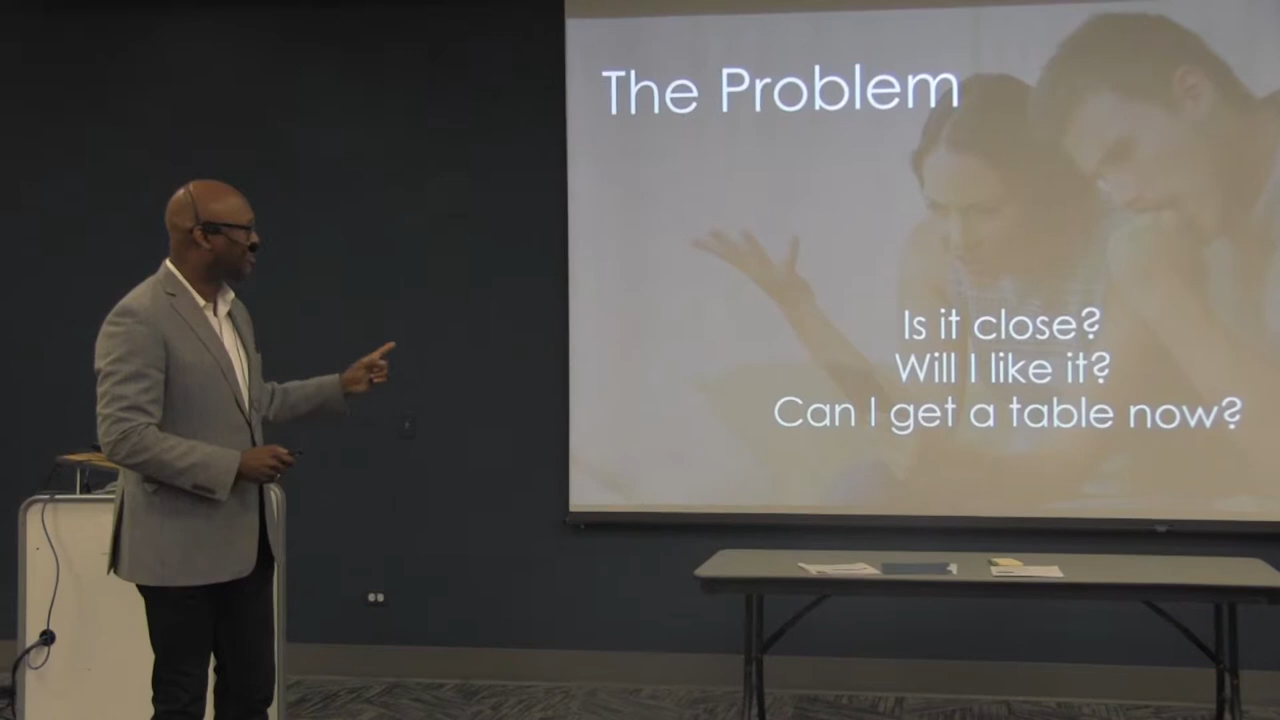 The Problem
Is it close?
Will I like it?
Can I get a table now?